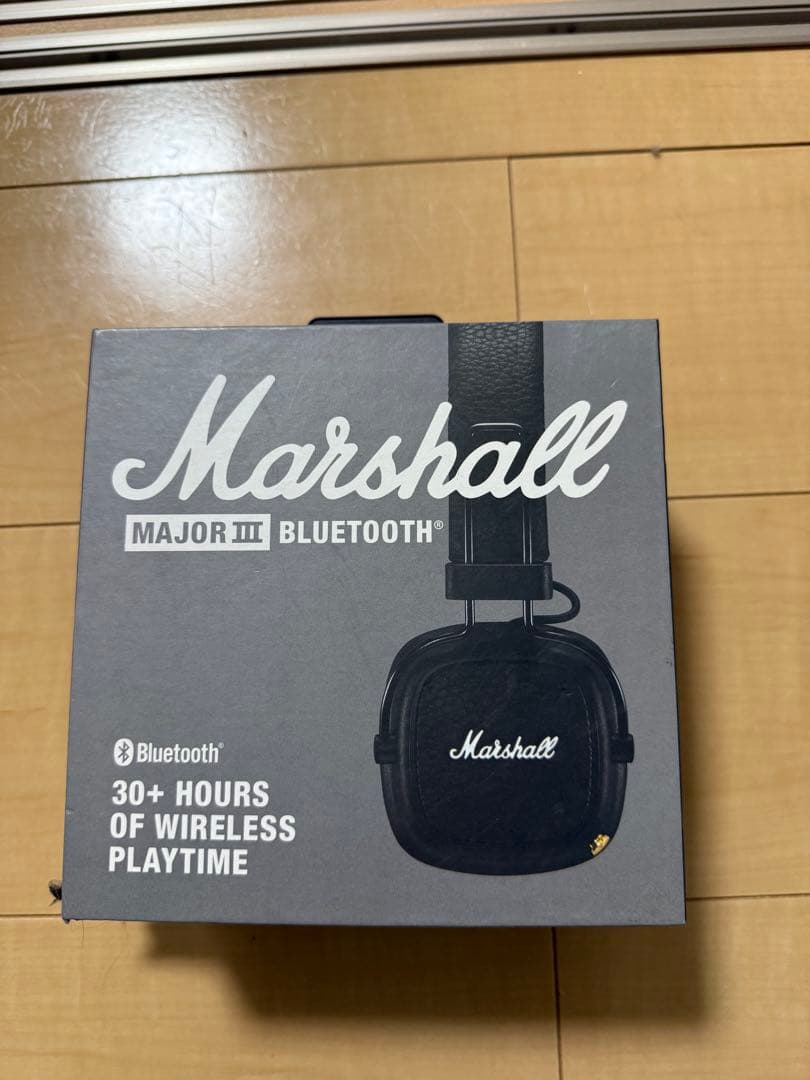 Marshall
MAJOR III BLUETOOTH®
Bluetooth®
Marshall
30+ HOURS
OF WIRELESS
PLAYTIME